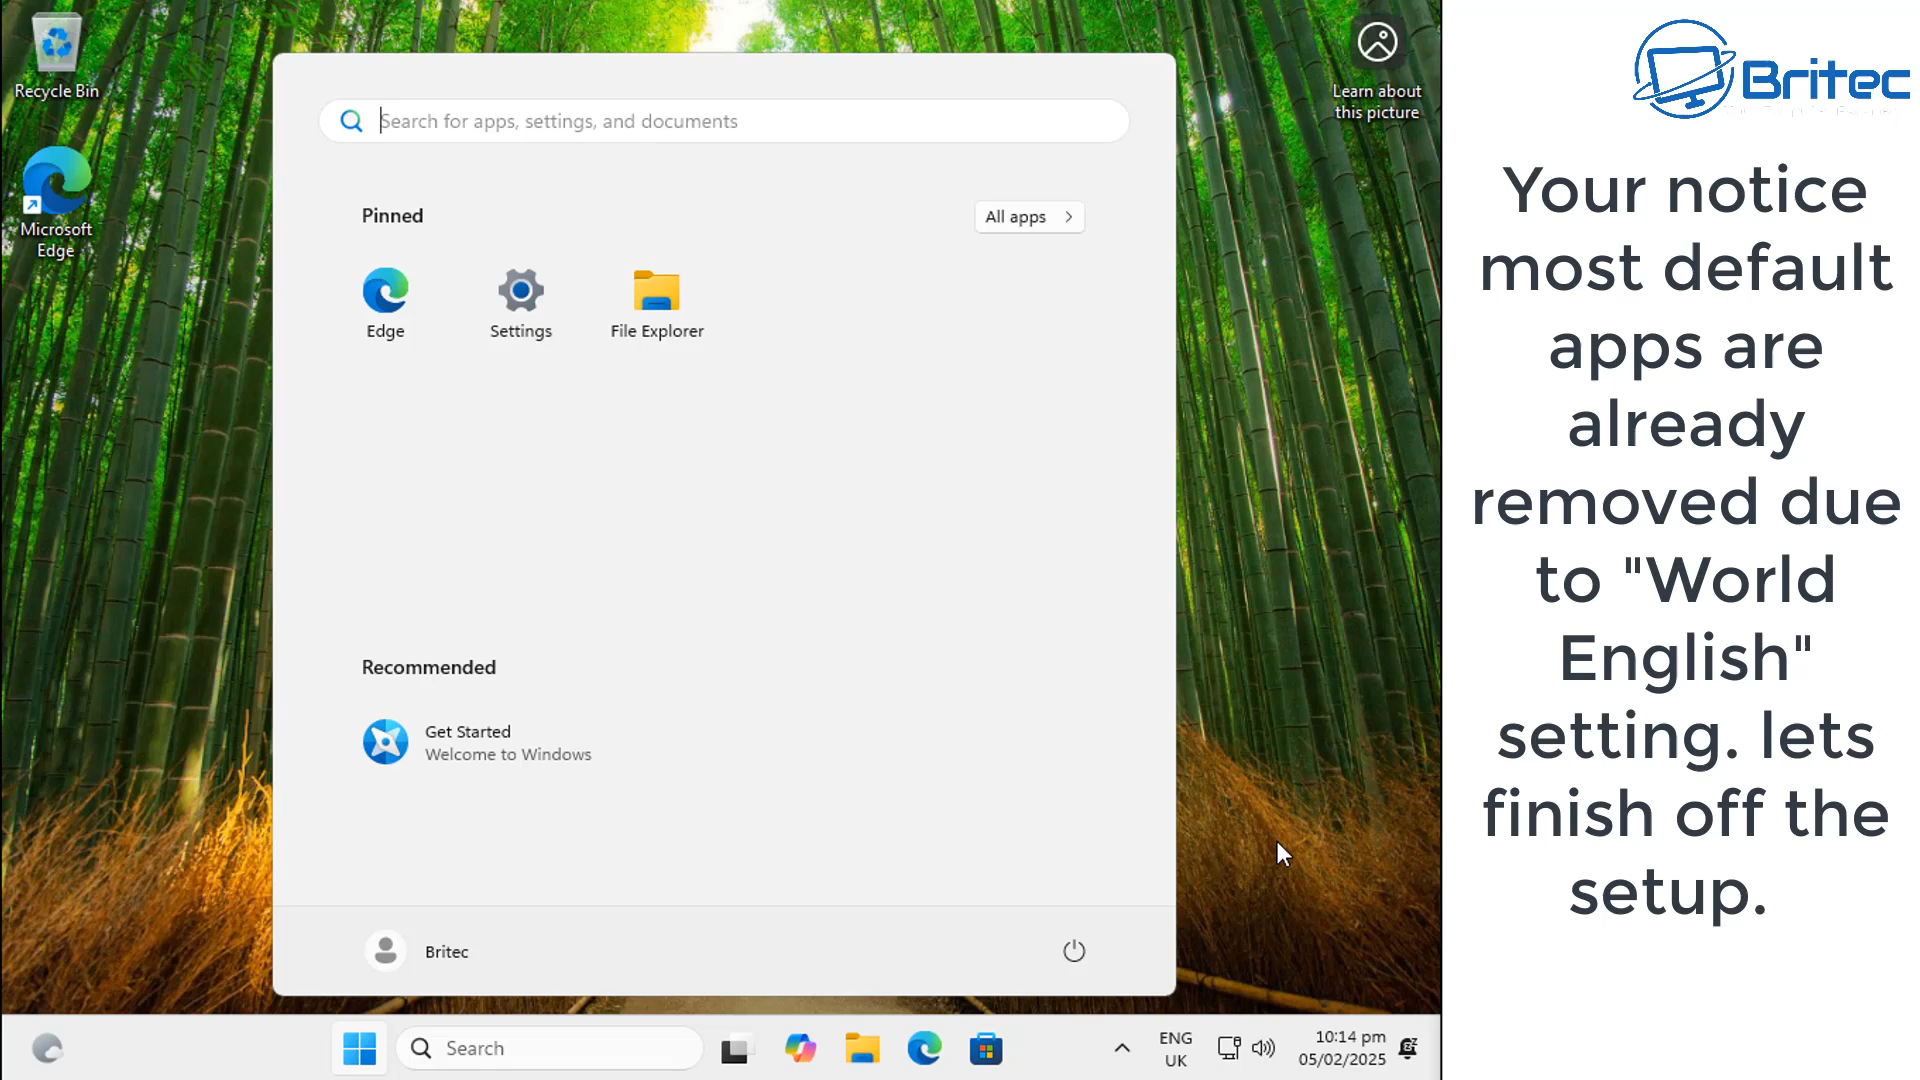 Recycle Bin
Microsoft
Edge
Learn about
this picture
Search for apps, settings, and documents
Pinned
All apps
Edge
Settings
File Explorer
Recommended
Get Started
Welcome to Windows
Britec
Search
ENG
UK
10:14 pm
05/02/2025
Britec
Your notice
most default
apps are
already
removed due
to "World
English"
setting. lets
finish off the
setup.